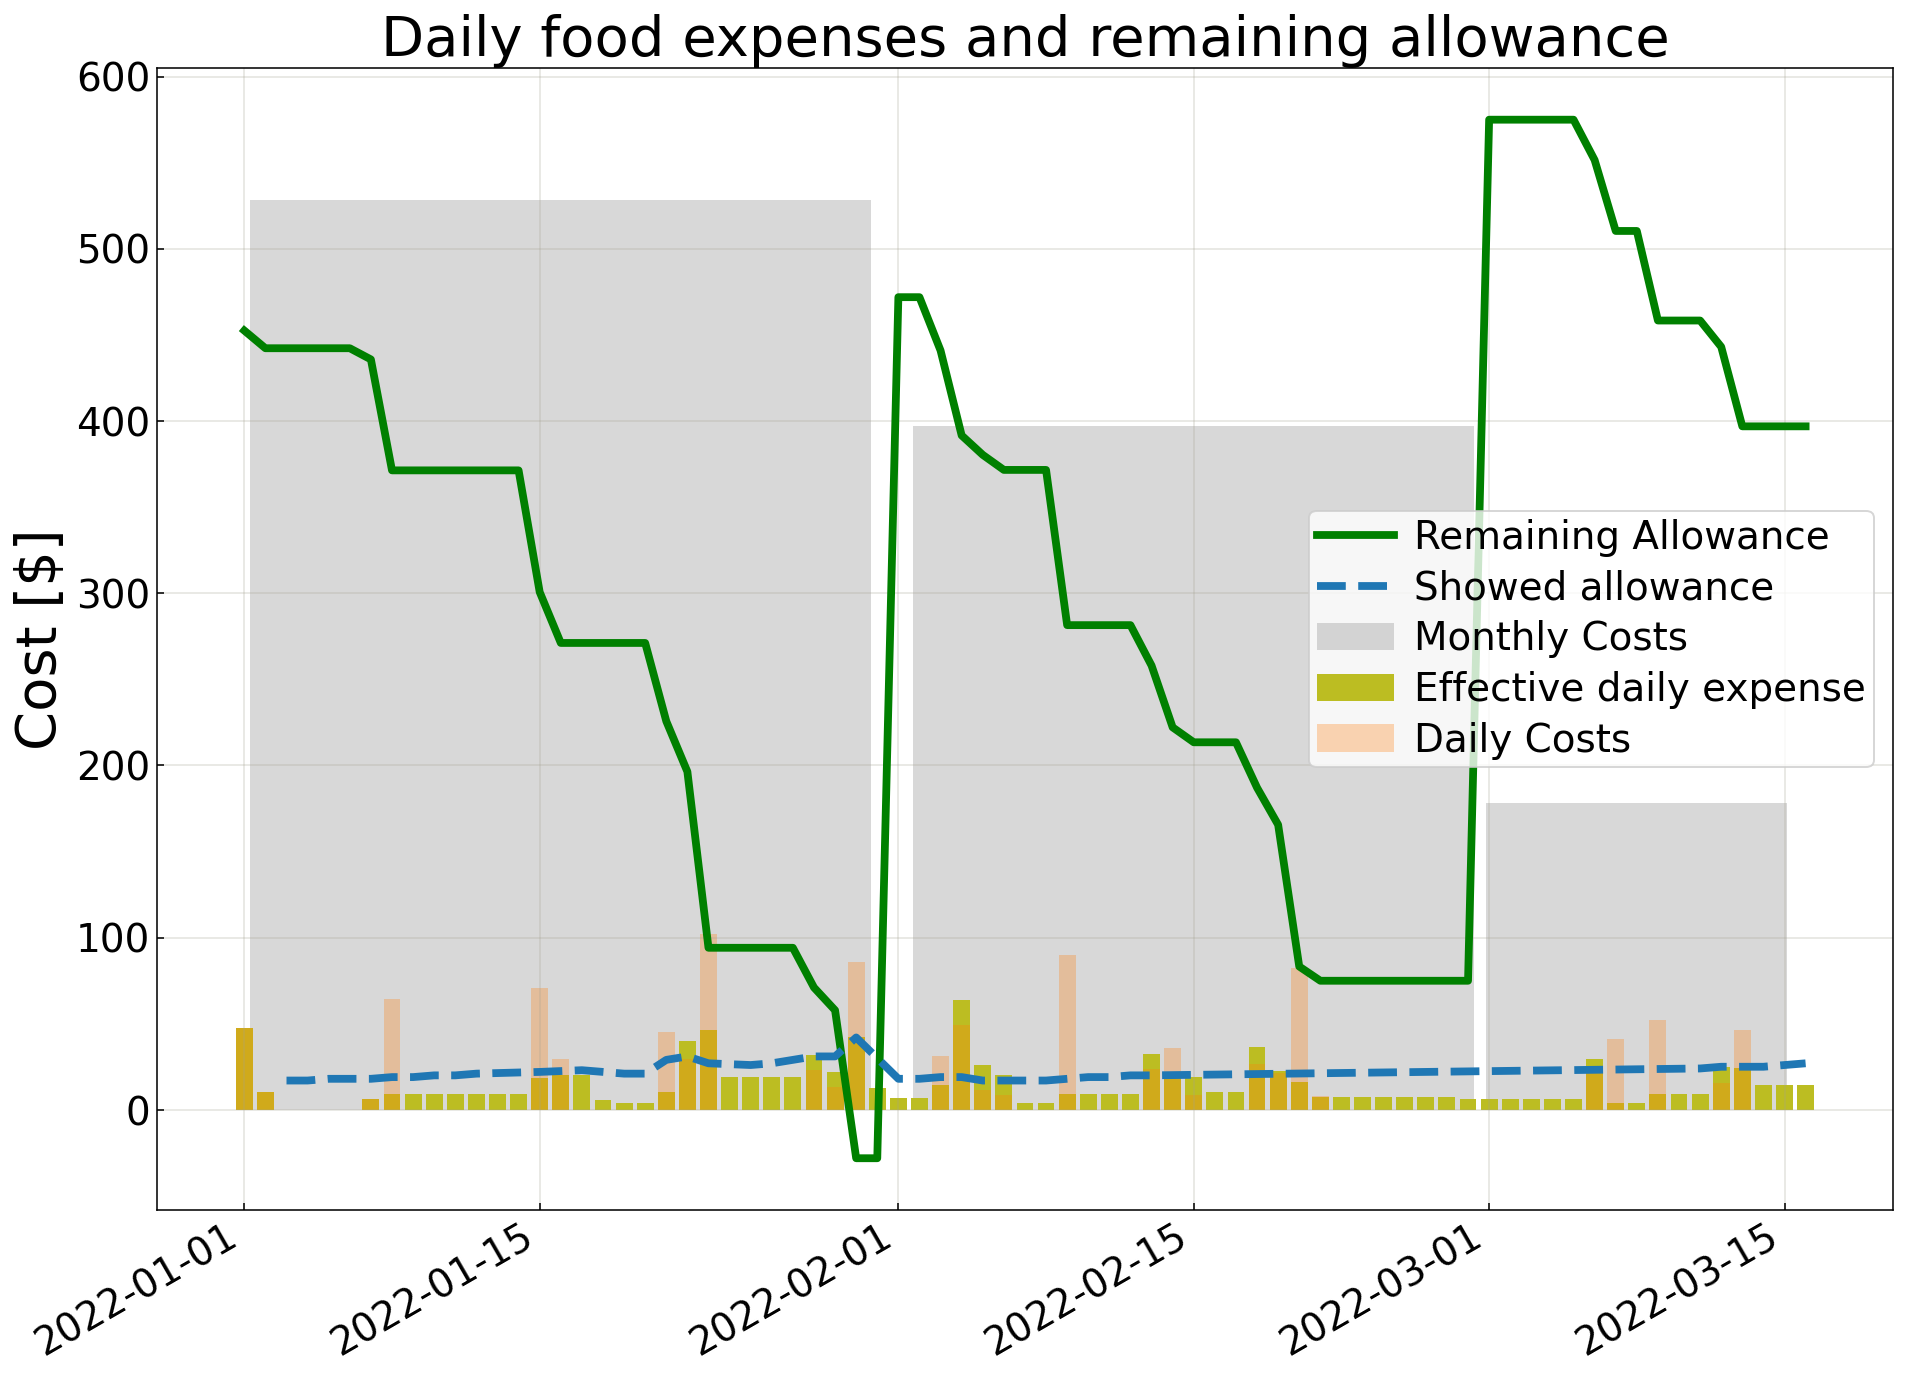 Daily food expenses and remaining allowance
600
500
400
300
200
100
0
Cost [$]
Remaining Allowance
Showed allowance
Monthly Costs
Effective daily expense
Daily Costs
2022-01-01
2022-01-15
2022-02-01
2022-02-15
2022-03-01
2022-03-15